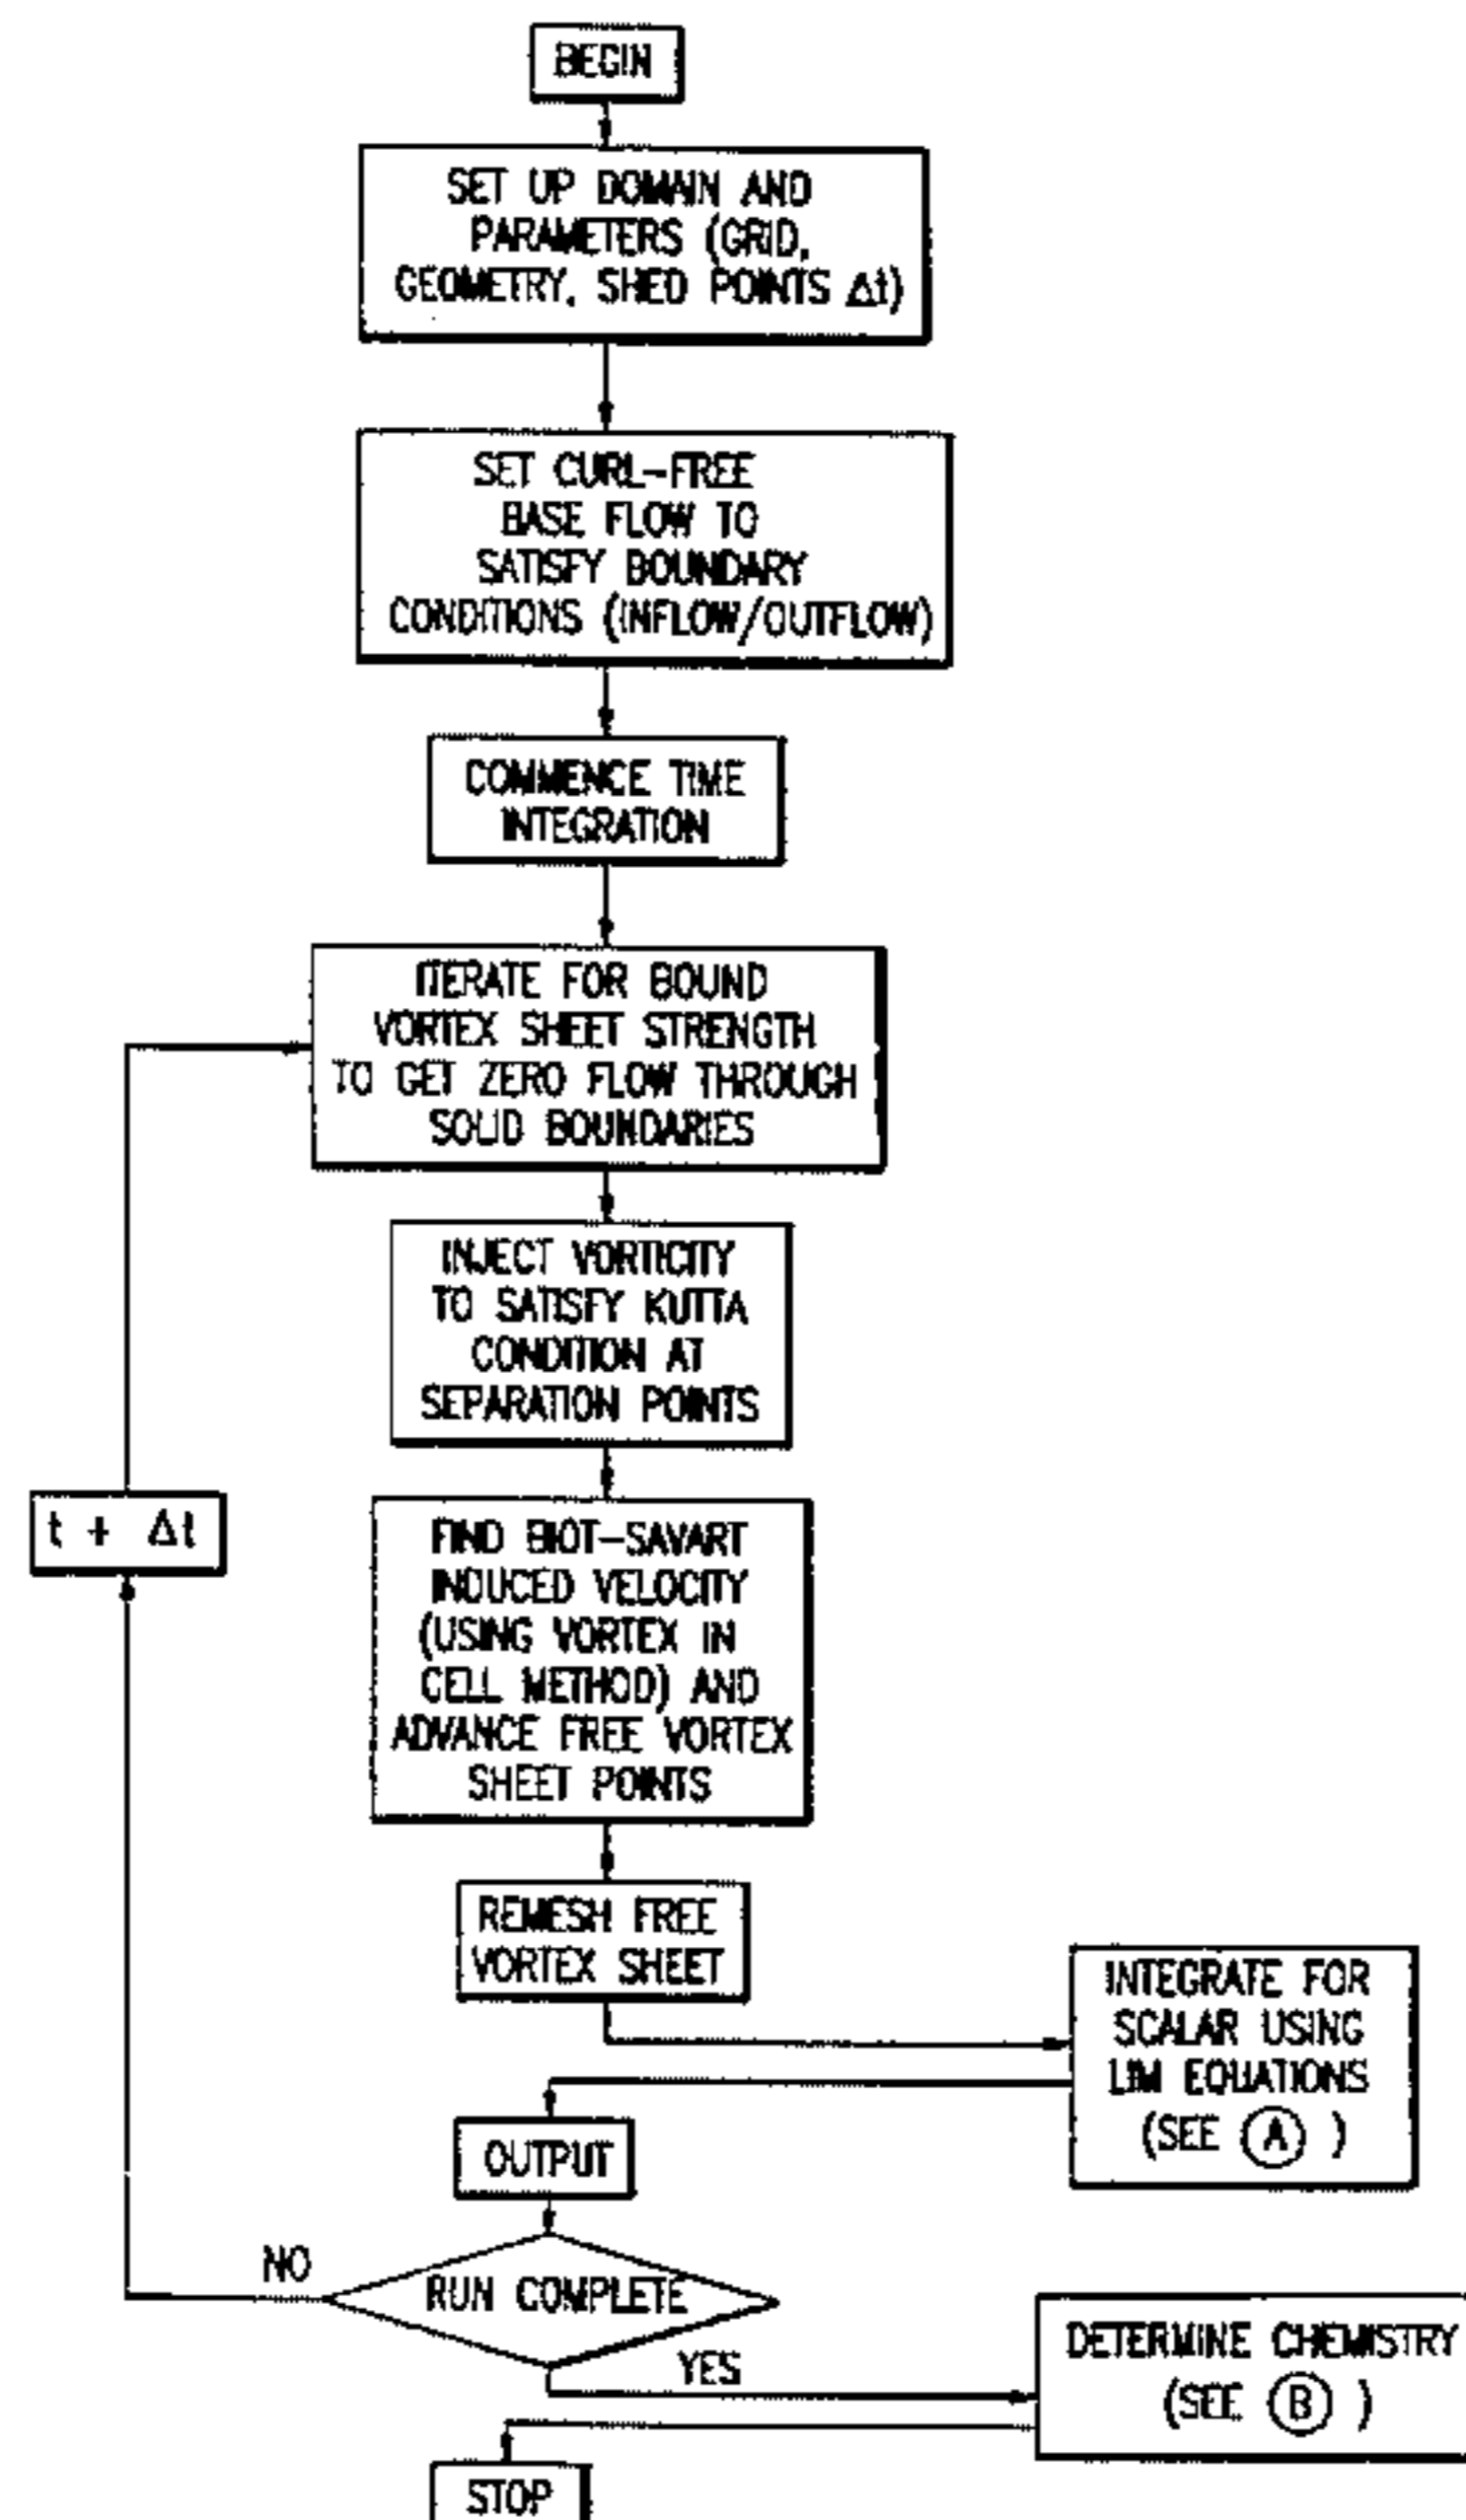 BEGIN
SET UP DOMAIN AND
PARAMETERS (GRID,
GEOMETRY, SHED POINTS Δt)
SET CURL-FREE
BASE FLOW TO
SATISFY BOUNDARY
CONDITIONS (INFLOW/OUTFLOW)
COMMENCE TIME
INTEGRATION
ITERATE FOR BOUND
VORTEX SHEET STRENGTH
TO GET ZERO FLOW THROUGH
SOLID BOUNDARIES
INJECT VORTICITY
TO SATISFY KUTTA
CONDITION AT
SEPARATION POINTS
t + Δt
FIND BIOT-SAVART
INDUCED VELOCITY
(USING VORTEX IN
CELL METHOD) AND
ADVANCE FREE VORTEX
SHEET POINTS
REMESH FREE
VORTEX SHEET
INTEGRATE FOR
SCALAR USING
LIM EQUATIONS
(SEE A )
OUTPUT
RUN COMPLETE
NO
YES
DETERMINE CHEMISTRY
(SEE B )
STOP